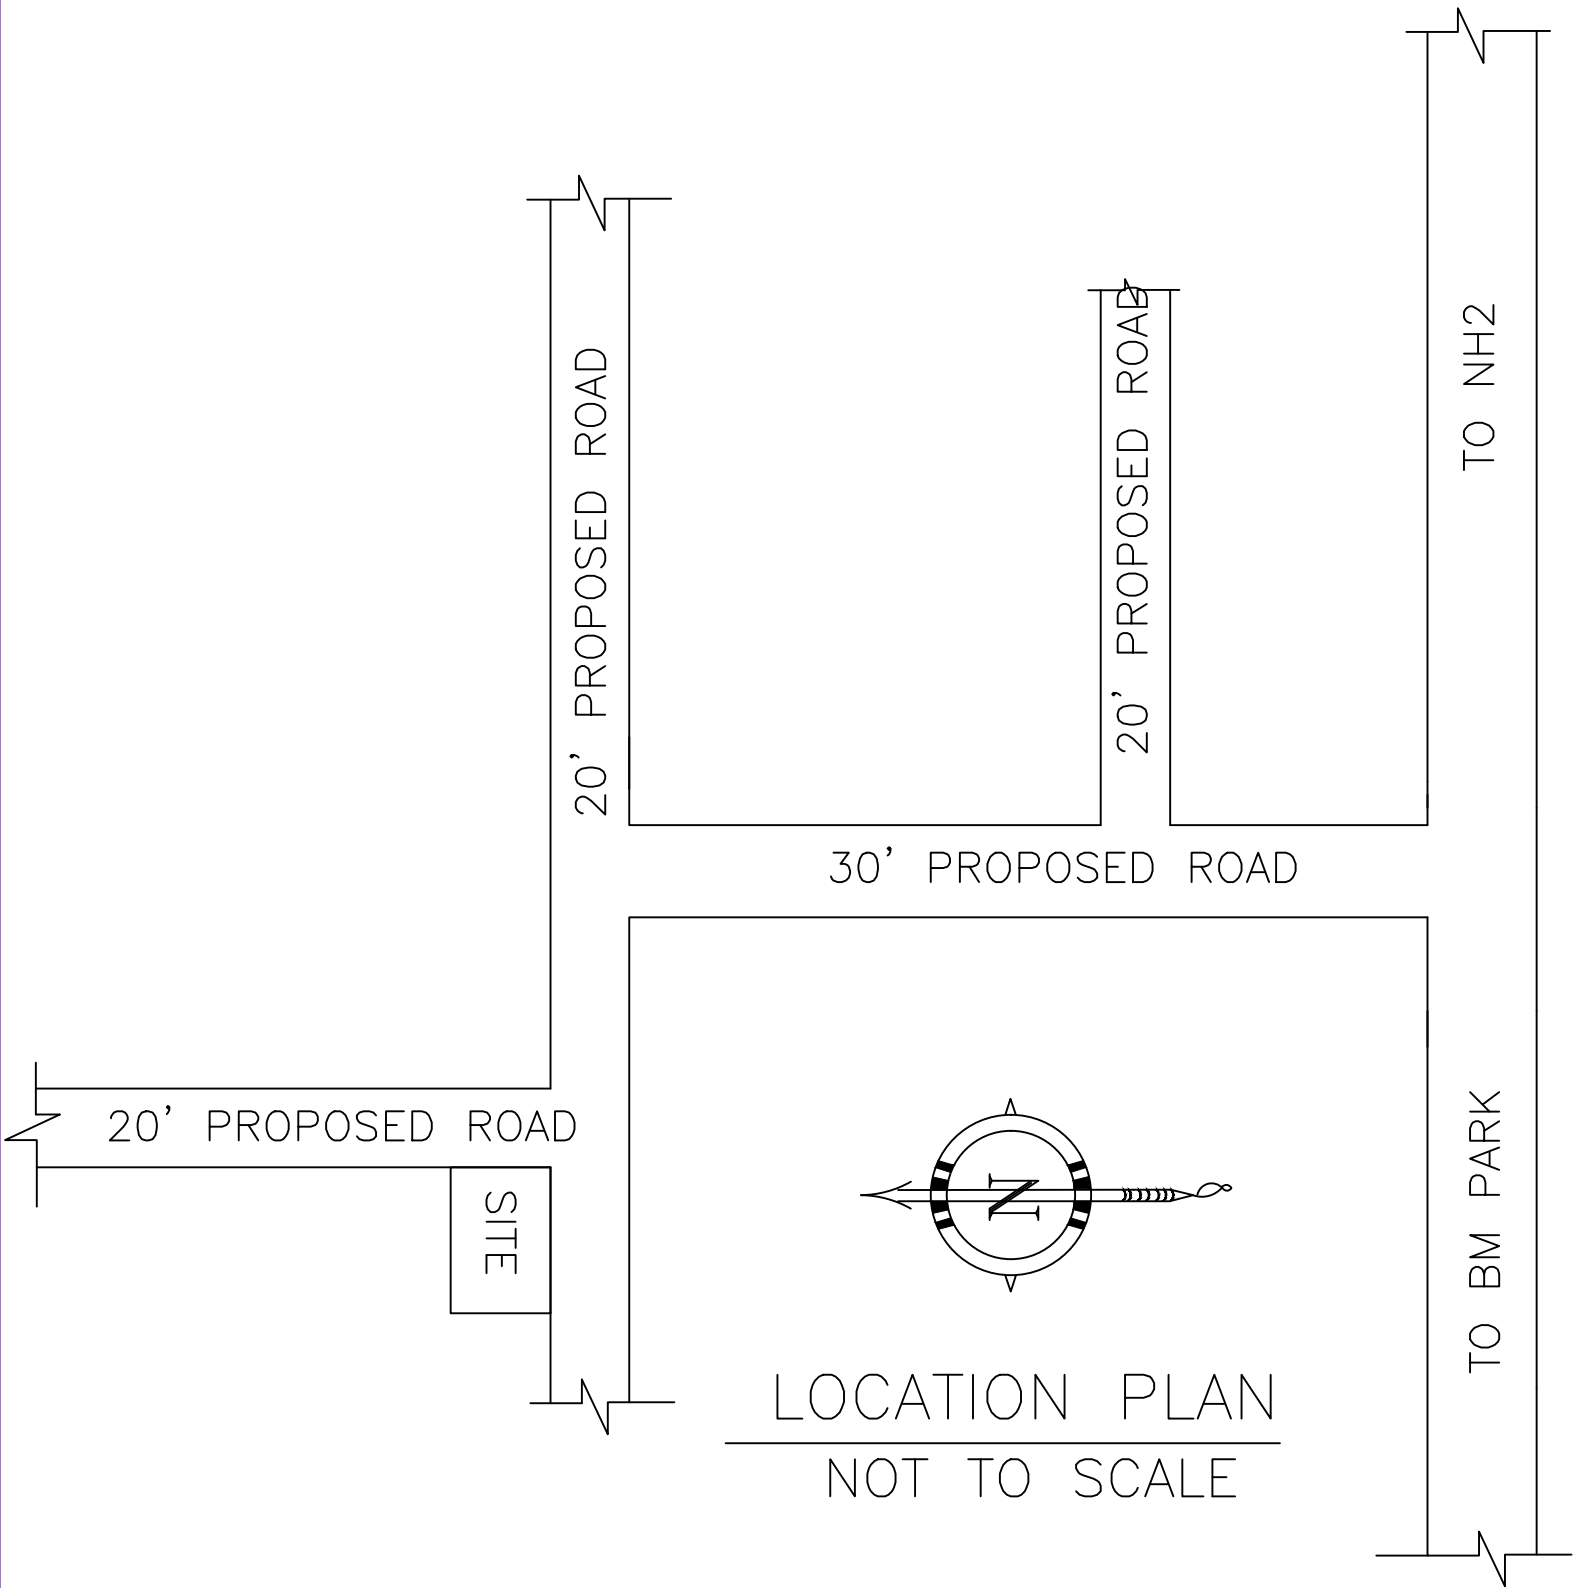 TO NH2
20' PROPOSED ROAD
20' PROPOSED ROAD
30' PROPOSED ROAD
20' PROPOSED ROAD
SITE
N
TO BM PARK
LOCATION PLAN
NOT TO SCALE